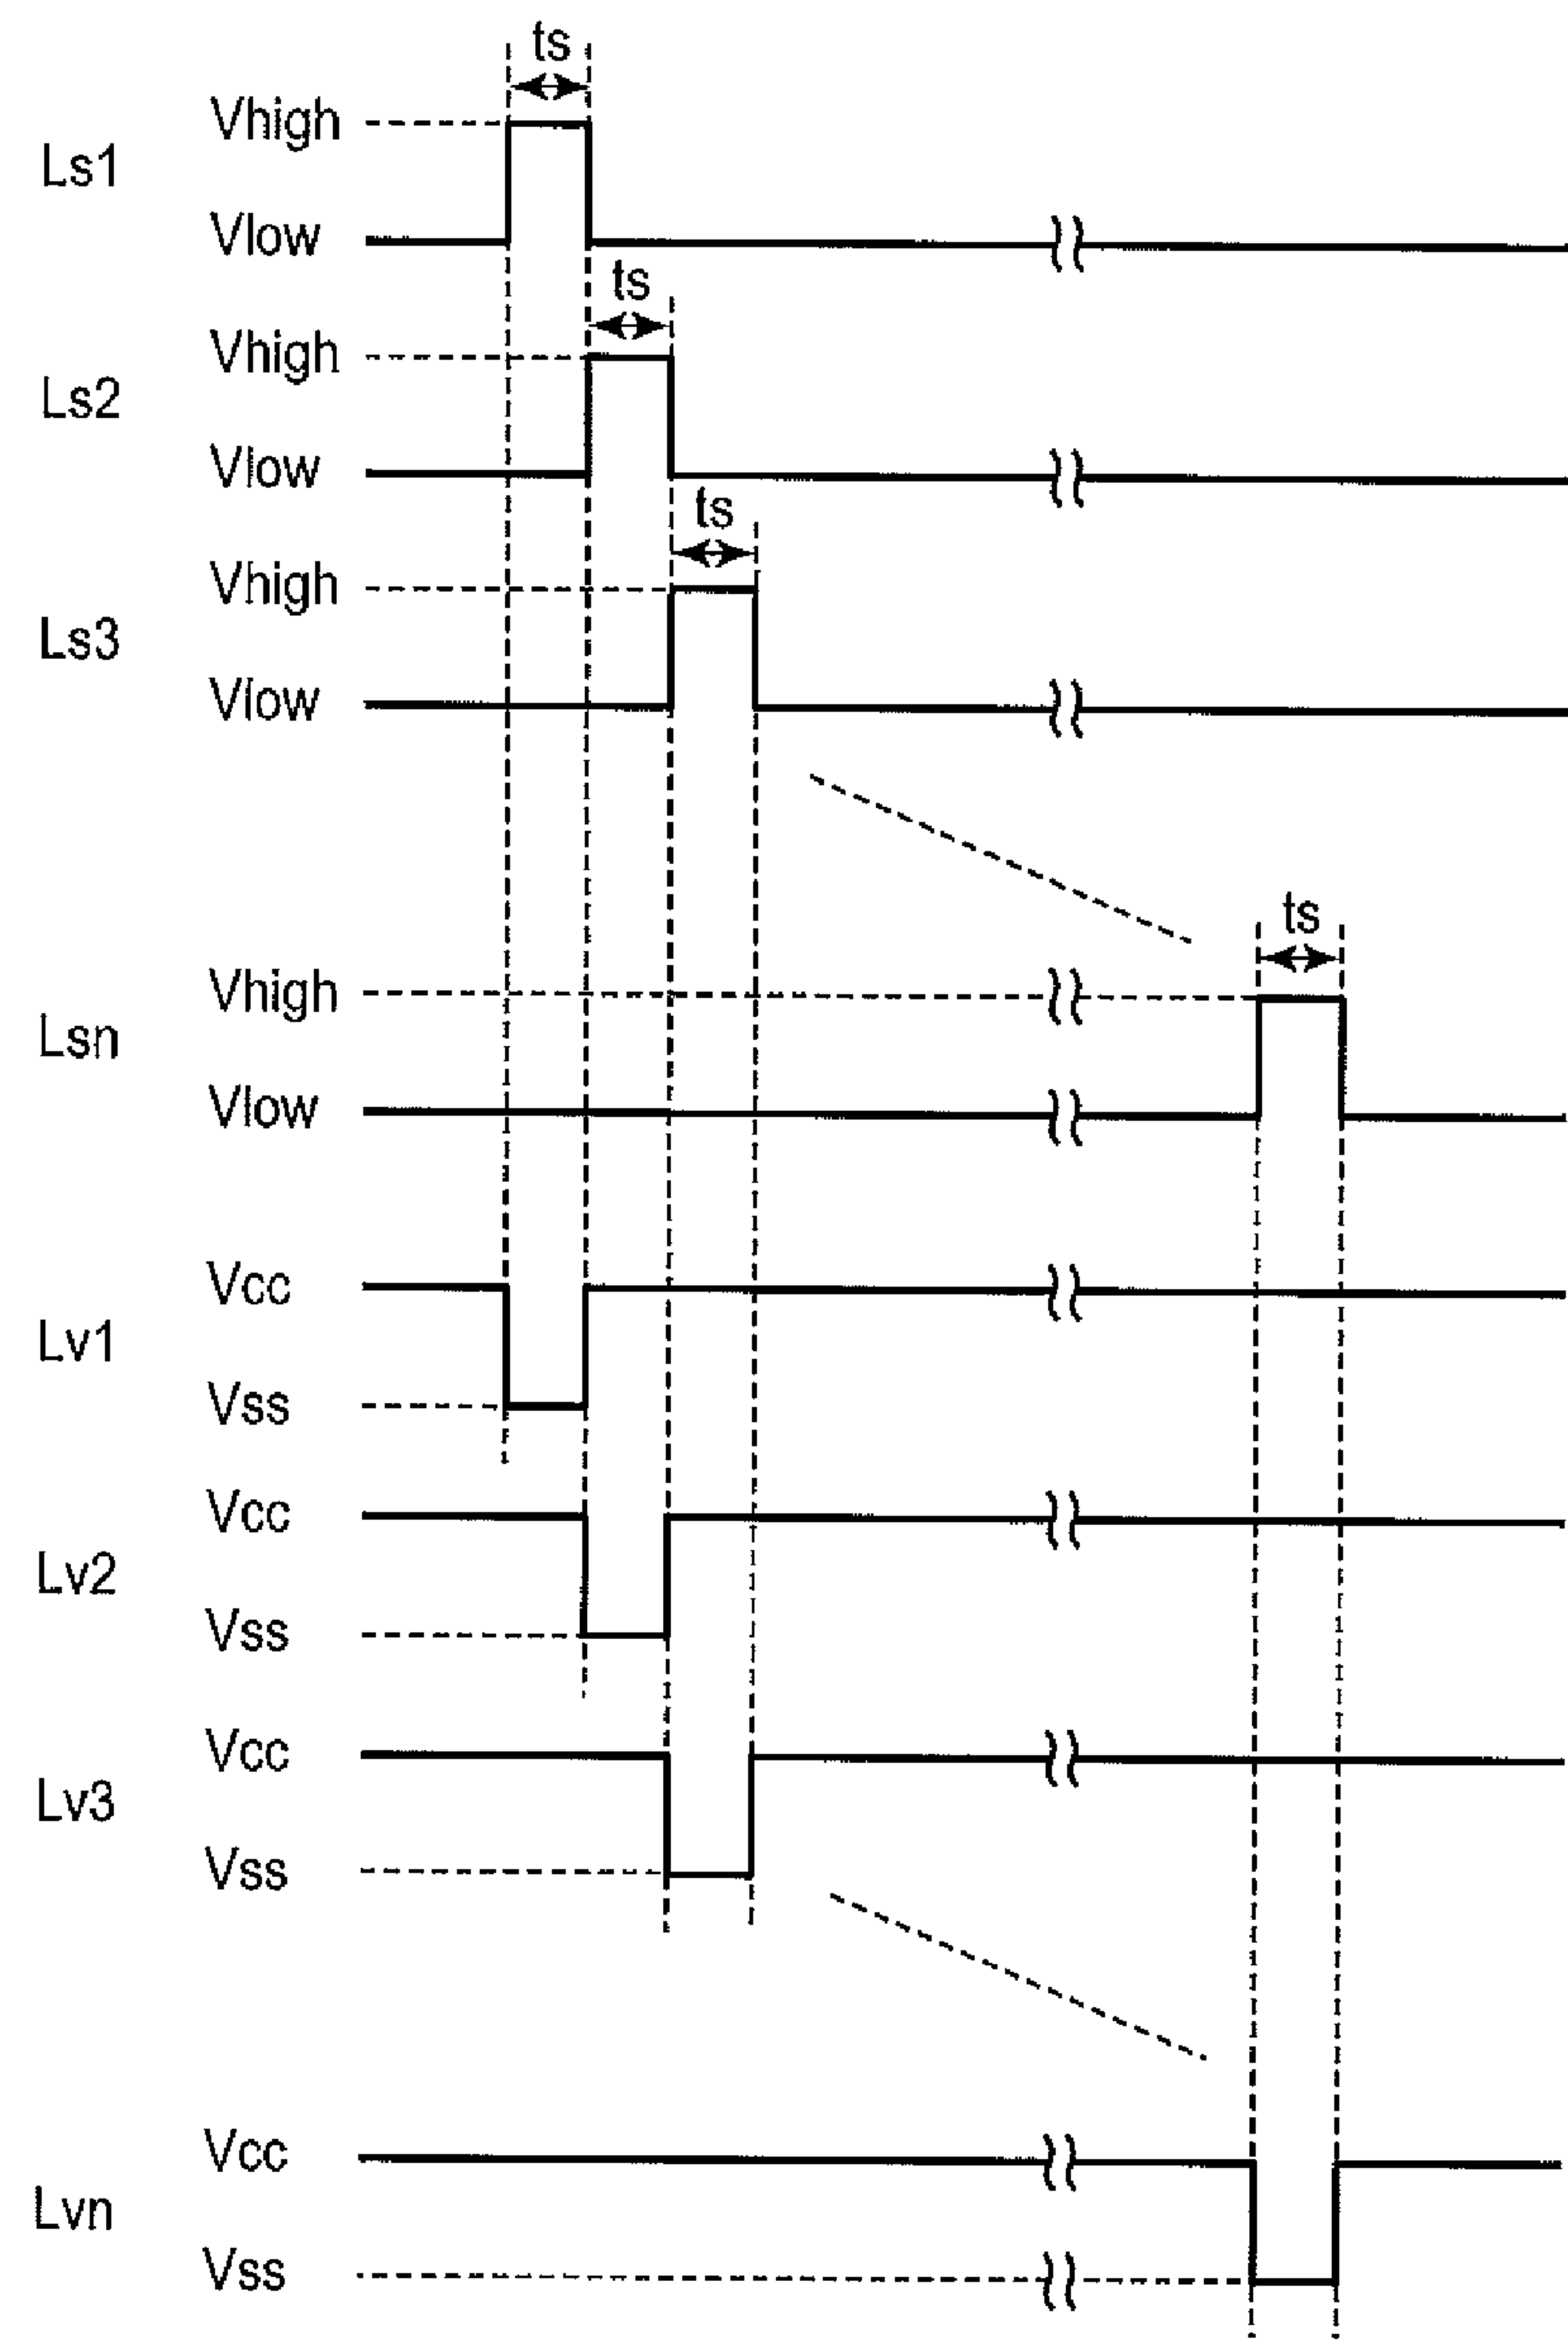 ts
Vhigh
Ls1
Vlow
ts
Vhigh
Ls2
Vlow
ts
Vhigh
Ls3
Vlow
ts
Vhigh
Lsn
Vlow
Vcc
Lv1
Vss
Vcc
Lv2
Vss
Vcc
Lv3
Vss
Vcc
Lvn
Vss